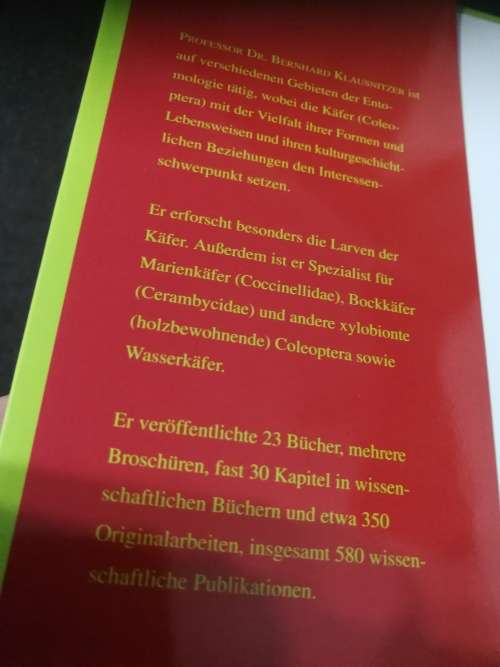 PROFESSOR DR. BERNHARD KLAUSNITZER ist
auf verschiedenen Gebieten der Ento-
mologie tätig, wobei die Käfer (Coleo-
ptera) mit der Vielfalt ihrer Formen und
Lebensweisen und ihren kulturgeschicht-
lichen Beziehungen den Interessen-
schwerpunkt setzen.
Er erforscht besonders die Larven der
Käfer. Außerdem ist er Spezialist für
Marienkäfer (Coccinellidae), Bockkäfer
(Cerambycidae) und andere xylobionte
(holzbewohnende) Coleoptera sowie
Wasserkäfer.
Er veröffentlichte 23 Bücher, mehrere
Broschüren, fast 30 Kapitel in wissen-
schaftlichen Büchern und etwa 350
Originalarbeiten, insgesamt 580 wissen-
schaftliche Publikationen.